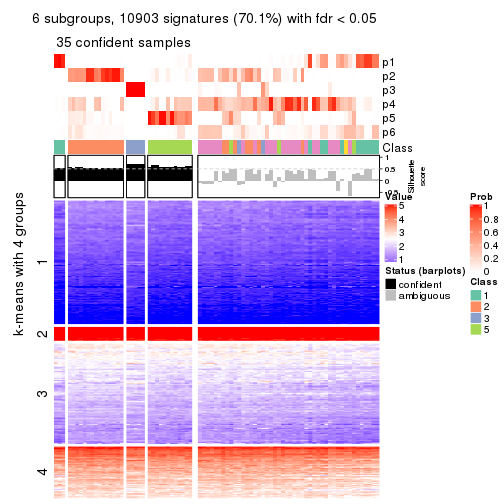 6 subgroups, 10903 signatures (70.1%) with fdr < 0.05
35 confident samples
p1
p2
p3
p4
p5
p6
Class
1
0.5
0
-0.5
Silhouette
score
k-means with 4 groups
1
2
3
4
Value
5
4
3
2
1
Status (barplots)
confident
ambiguous
Prob
1
0.8
0.6
0.4
0.2
0
Class
1
2
3
5